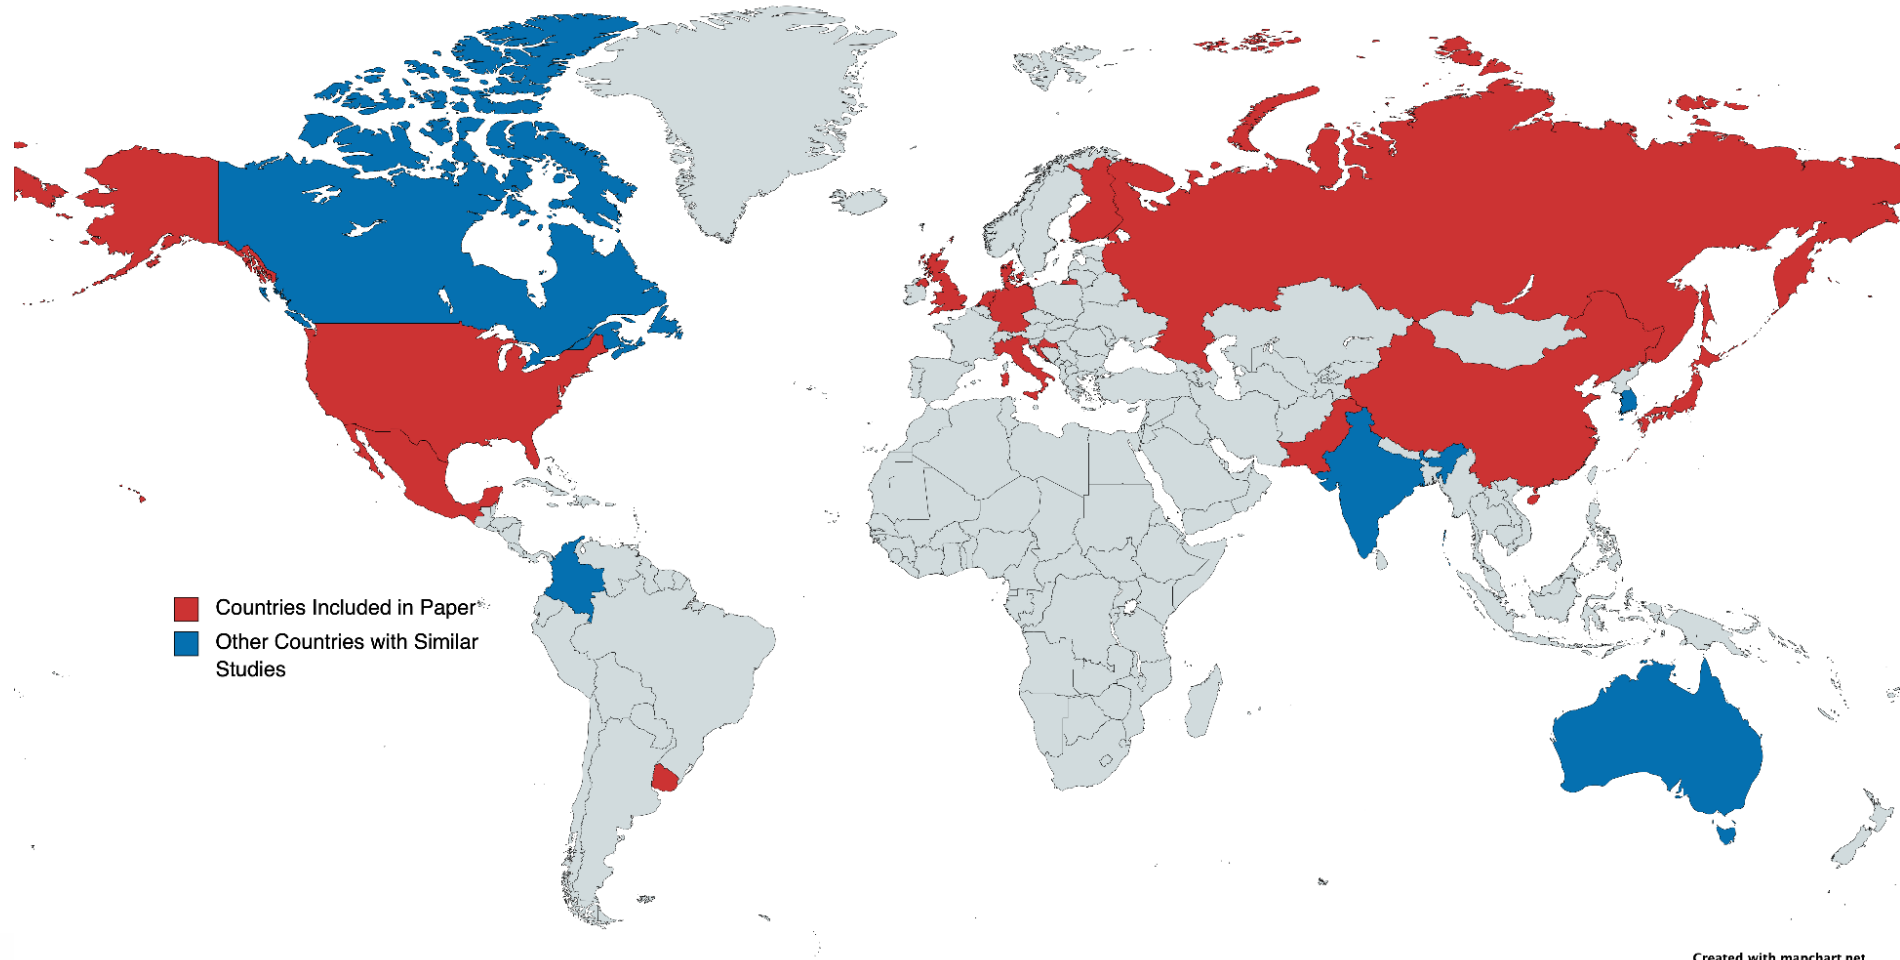 Countries Included in Paper
Other Countries with Similar
Studies
Created with mapchart.net